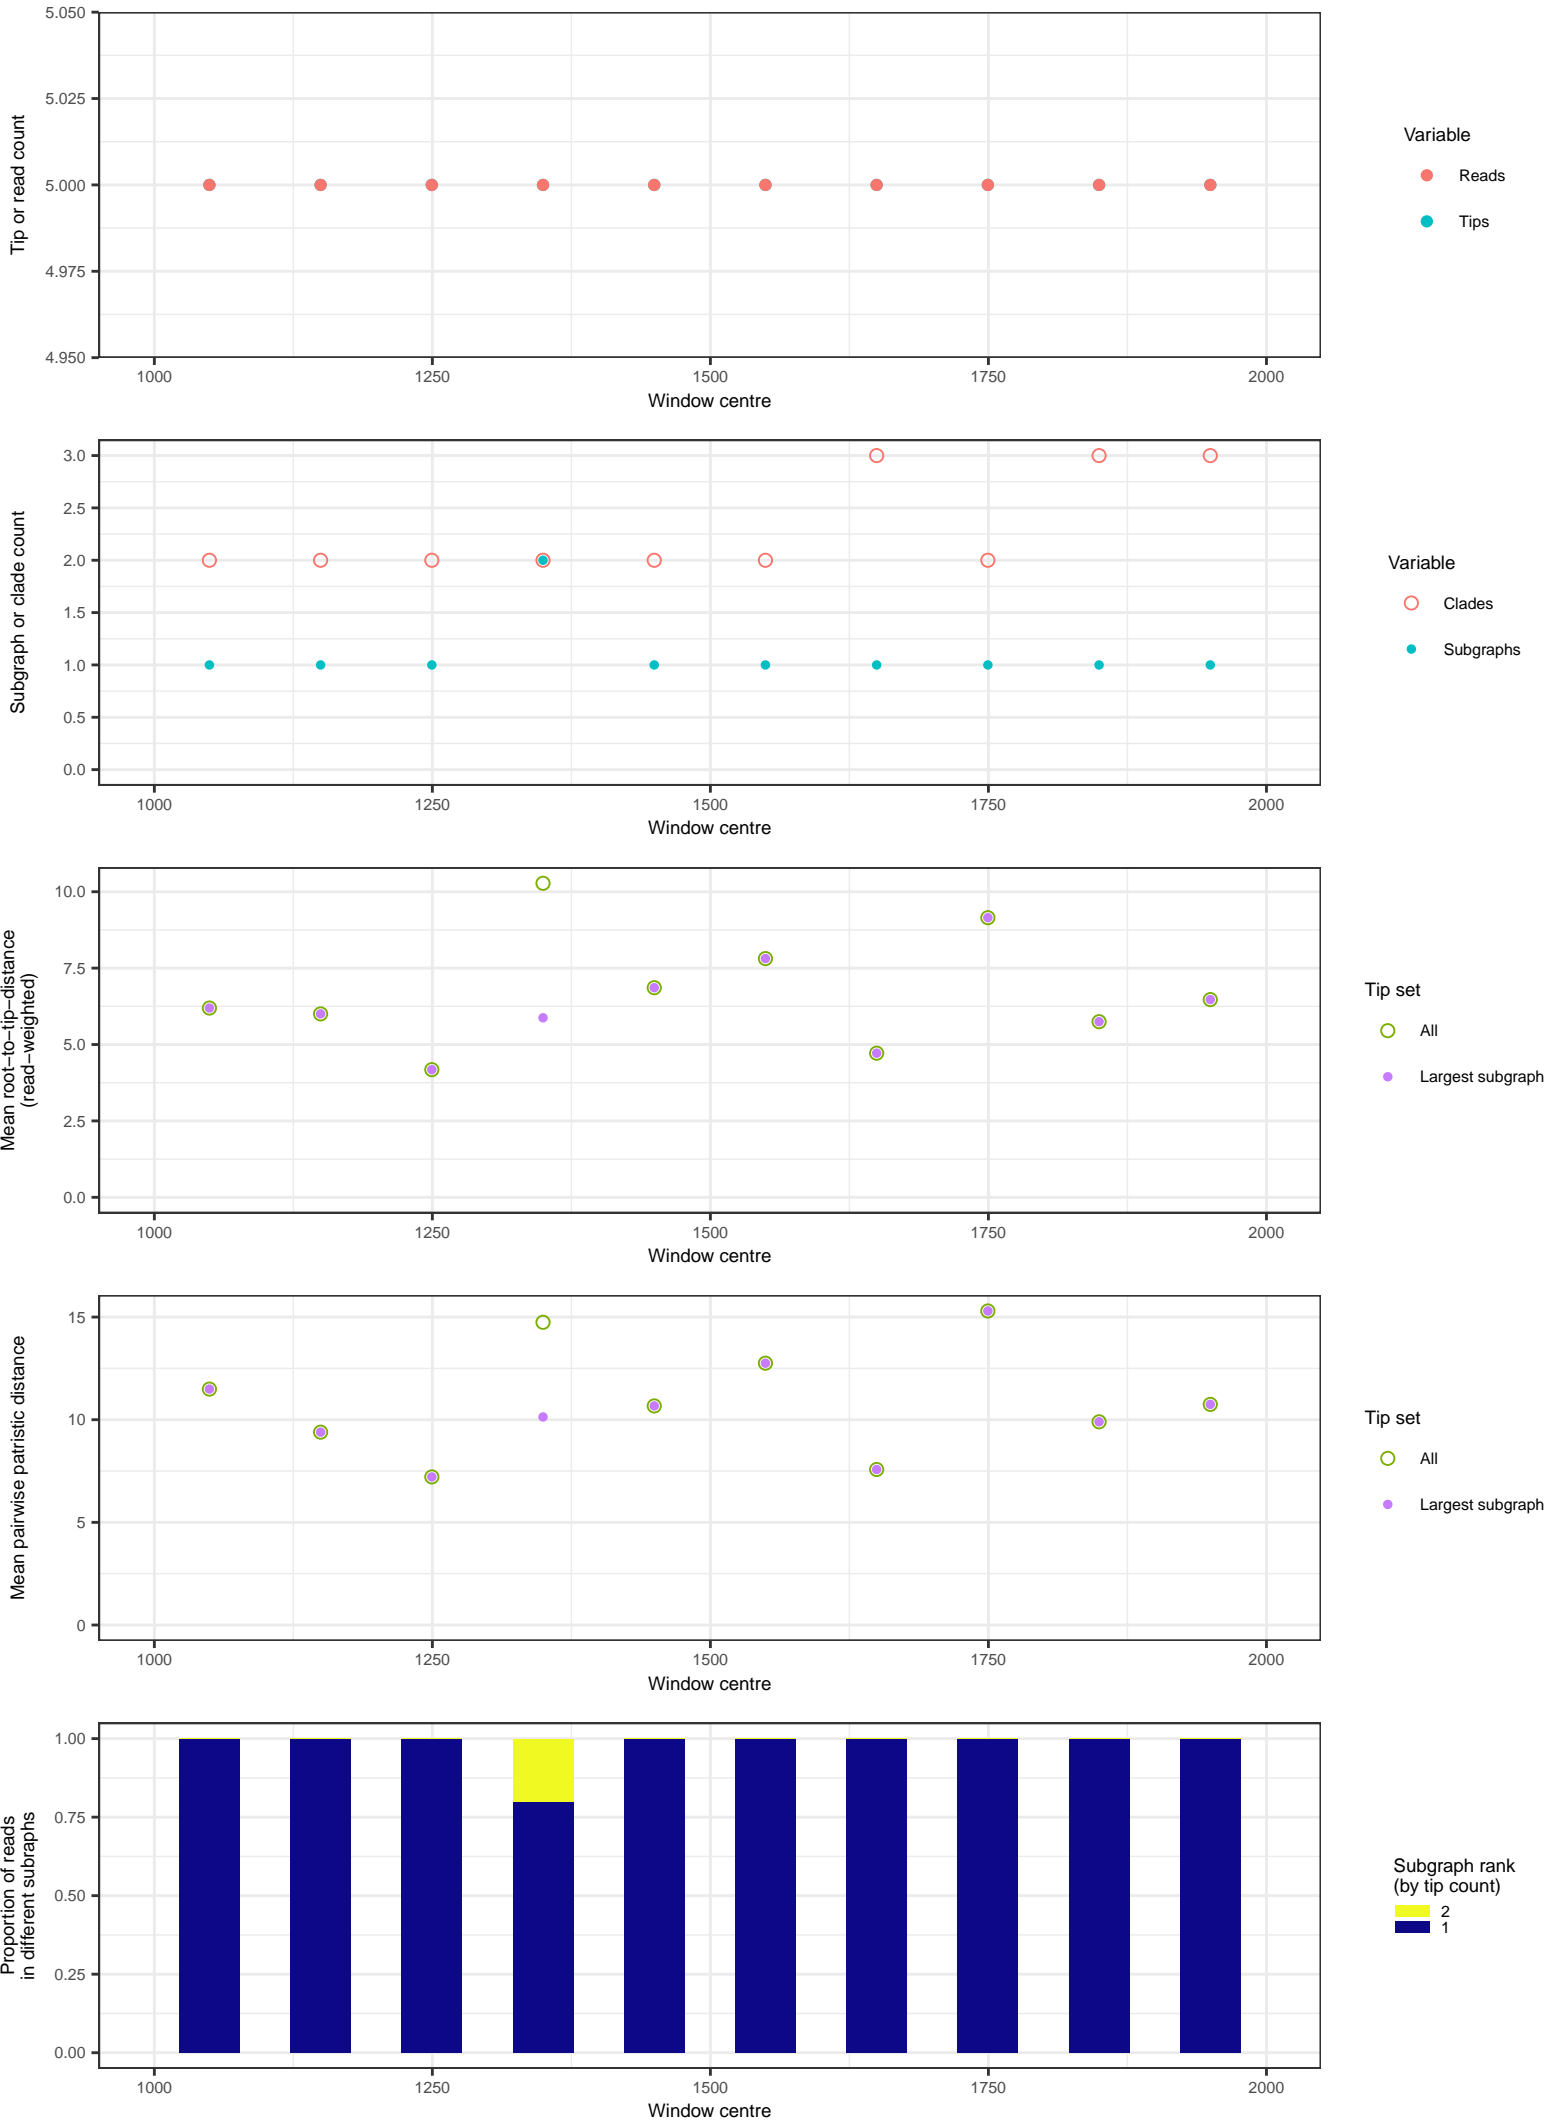 5.050
5.025
5.000
4.975
4.950
Tip or read count
1000 1250 1500 1750 2000
Window centre
Variable
Reads
Tips
3.0
2.5
2.0
1.5
1.0
0.5
0.0
Subgraph or clade count
1000 1250 1500 1750 2000
Window centre
Variable
Clades
Subgraphs
10.0
7.5
5.0
2.5
0.0
Mean root−to−tip−distance
(read−weighted)
1000 1250 1500 1750 2000
Window centre
Tip set
All
Largest subgraph
15
10
5
0
Mean pairwise patristic distance
1000 1250 1500 1750 2000
Window centre
Tip set
All
Largest subgraph
1.00
0.75
0.50
0.25
0.00
Proportion of reads
in different subraphs
1000 1250 1500 1750 2000
Window centre
Subgraph rank
(by tip count)
2
1